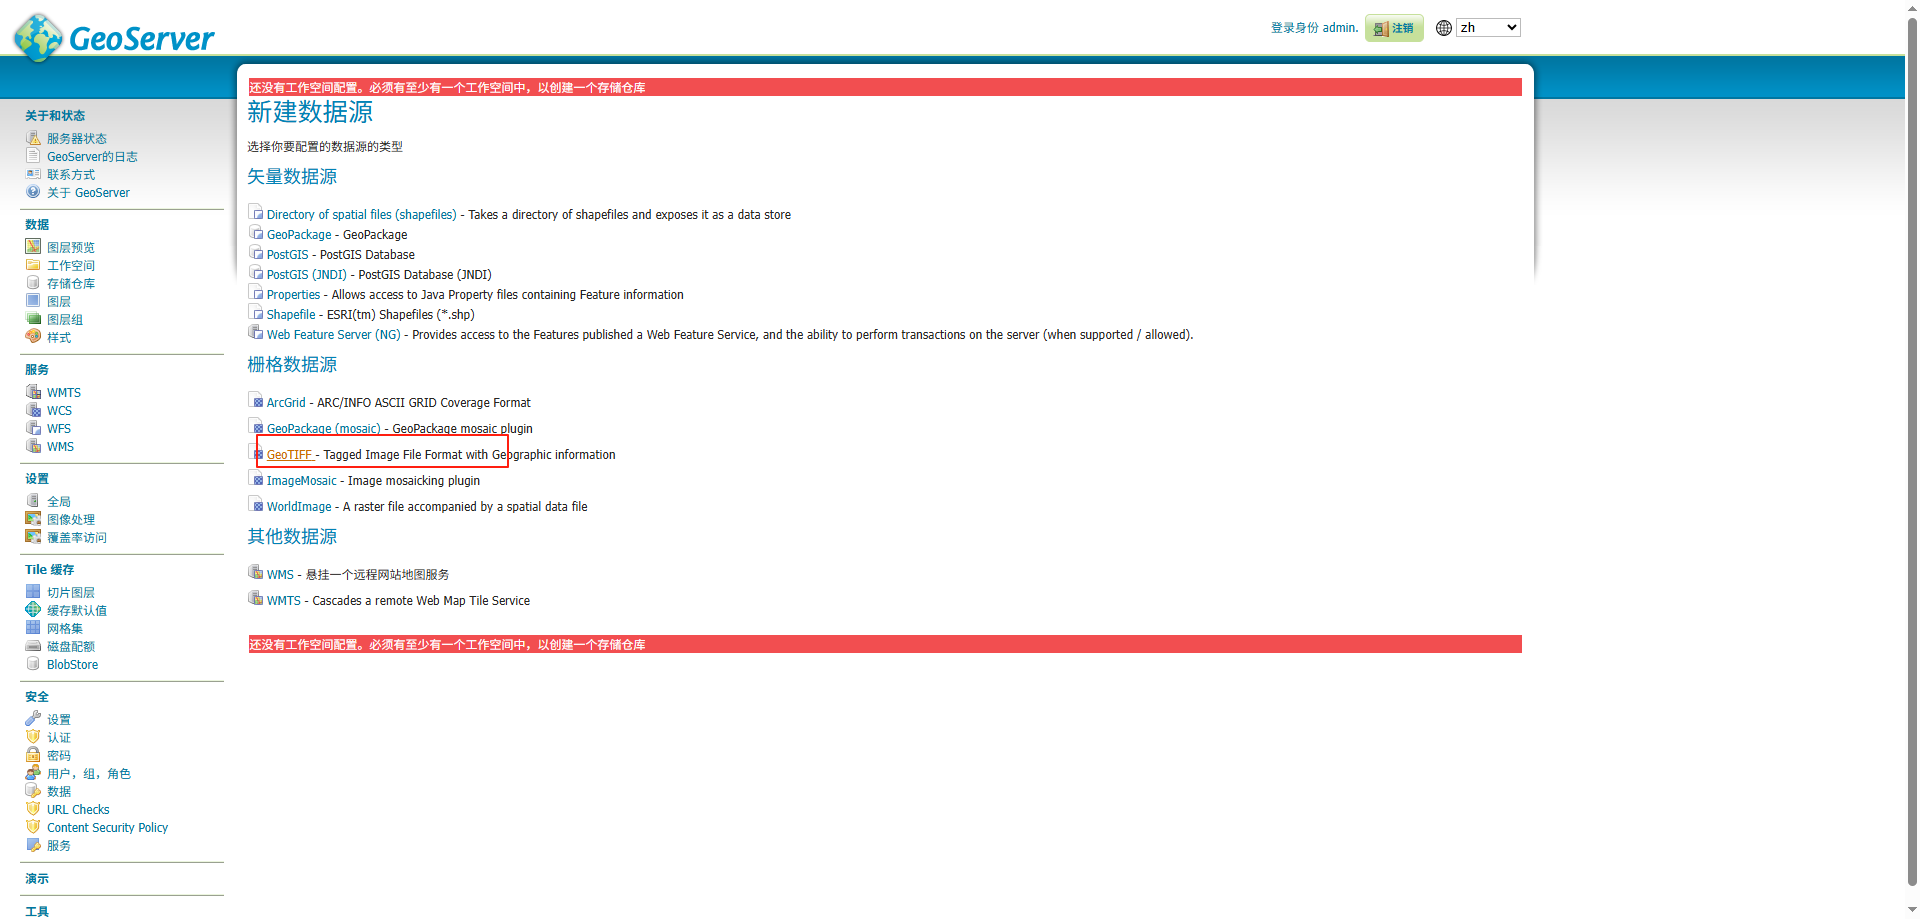 GeoServer
登录身份 admin.
注销
zh
还没有工作空间配置。必须有至少有一个工作空间中，以创建一个存储仓库
新建数据源
选择你要配置的数据源的类型
矢量数据源
Directory of spatial files (shapefiles) - Takes a directory of shapefiles and exposes it as a data store
GeoPackage - GeoPackage
PostGIS - PostGIS Database
PostGIS (JNDI) - PostGIS Database (JNDI)
Properties - Allows access to Java Property files containing Feature information
Shapefile - ESRI(tm) Shapefiles (*.shp)
Web Feature Server (NG) - Provides access to the Features published a Web Feature Service, and the ability to perform transactions on the server (when supported / allowed).
栅格数据源
ArcGrid - ARC/INFO ASCII GRID Coverage Format
GeoPackage (mosaic) - GeoPackage mosaic plugin
GeoTIFF - Tagged Image File Format with Geographic information
ImageMosaic - Image mosaicking plugin
WorldImage - A raster file accompanied by a spatial data file
其他数据源
WMS - 悬挂一个远程网站地图服务
WMTS - Cascades a remote Web Map Tile Service
还没有工作空间配置。必须有至少有一个工作空间中，以创建一个存储仓库
关于和状态
服务器状态
GeoServer的日志
联系方式
关于 GeoServer
数据
图层预览
工作空间
存储仓库
图层
图层组
样式
服务
WMTS
WCS
WFS
WMS
设置
全局
图像处理
覆盖率访问
Tile 缓存
切片图层
缓存默认值
网格集
磁盘配额
BlobStore
安全
设置
认证
密码
用户，组，角色
数据
URL Checks
Content Security Policy
服务
演示
工具